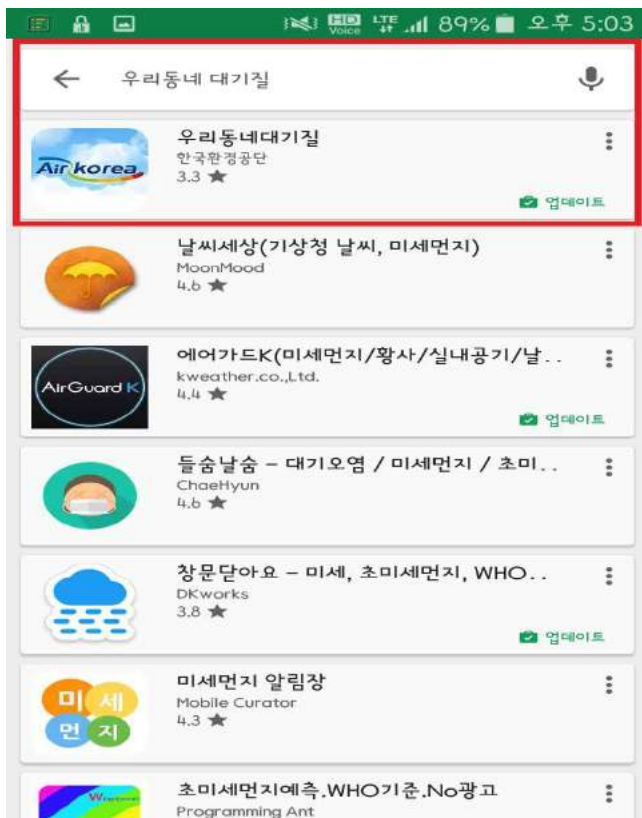 HD Voice LTE 89% 오후 5:03
우리동네 대기질
Air korea
우리동네대기질
한국환경공단
3.3 ★
업데이트
날씨세상(기상청 날씨, 미세먼지)
MoonMood
4.6 ★
AirGuard K
에어가드K(미세먼지/황사/실내공기/날..
kweather.co.,Ltd.
4.4 ★
업데이트
들숨날숨 – 대기오염 / 미세먼지 / 초미..
ChaeHyun
4.6 ★
창문닫아요 – 미세, 초미세먼지, WHO..
DKworks
3.8 ★
업데이트
미세
먼지
미세먼지 알림장
Mobile Curator
4.3 ★
초미세먼지예측.WHO기준.No광고
Programming Ant